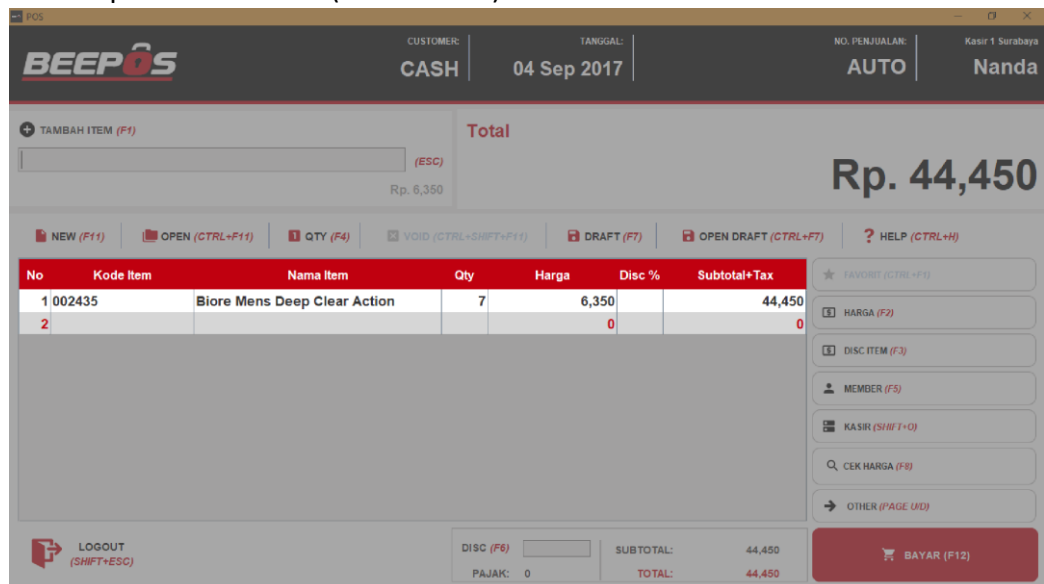 POS
BEEPOS
CUSTOMER:
CASH
TANGGAL:
04 Sep 2017
NO. PENJUALAN:
AUTO
Kasir 1 Surabaya
Nanda
TAMBAH ITEM (F1)
(ESC)
Rp. 6,350
Total
Rp. 44,450
NEW (F11) OPEN (CTRL+F11) 1 QTY (F4) VOID (CTRL+SHIFT+F11) DRAFT (F7) OPEN DRAFT (CTRL+F7) ? HELP (CTRL+H)
No Kode Item Nama Item Qty Harga Disc % Subtotal+Tax
1 002435 Biore Mens Deep Clear Action 7 6,350 44,450
2 0 0
FAVORIT (CTRL+F1)
HARGA (F2)
DISC ITEM (F3)
MEMBER (F5)
KASIR (SHIFT+O)
CEK HARGA (F8)
OTHER (PAGE U/D)
LOGOUT
(SHIFT+ESC)
DISC (F6)
PAJAK: 0
SUBTOTAL: 44,450
TOTAL: 44,450
BAYAR (F12)